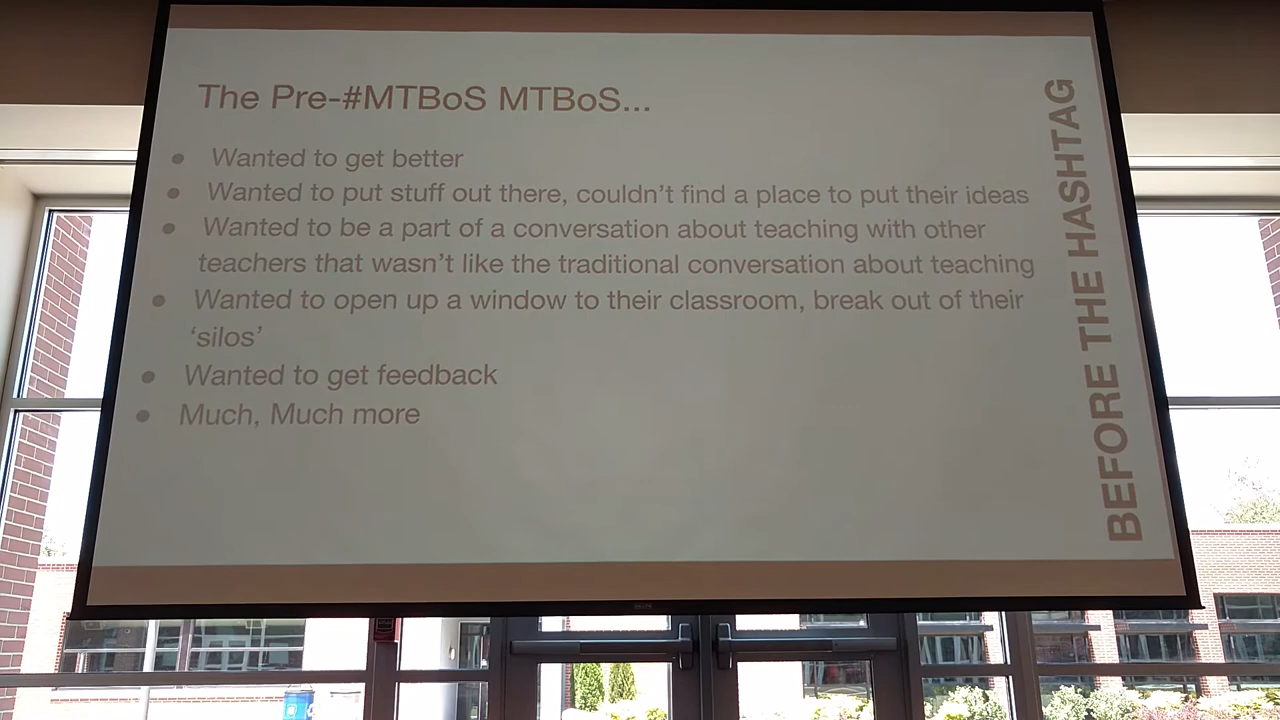 The Pre-#MTBoS MTBoS...
● Wanted to get better
● Wanted to put stuff out there, couldn't find a place to put their ideas
● Wanted to be a part of a conversation about teaching with other
teachers that wasn't like the traditional conversation about teaching
● Wanted to open up a window to their classroom, break out of their
‘silos’
● Wanted to get feedback
● Much, Much more
BEFORE THE HASHTAG